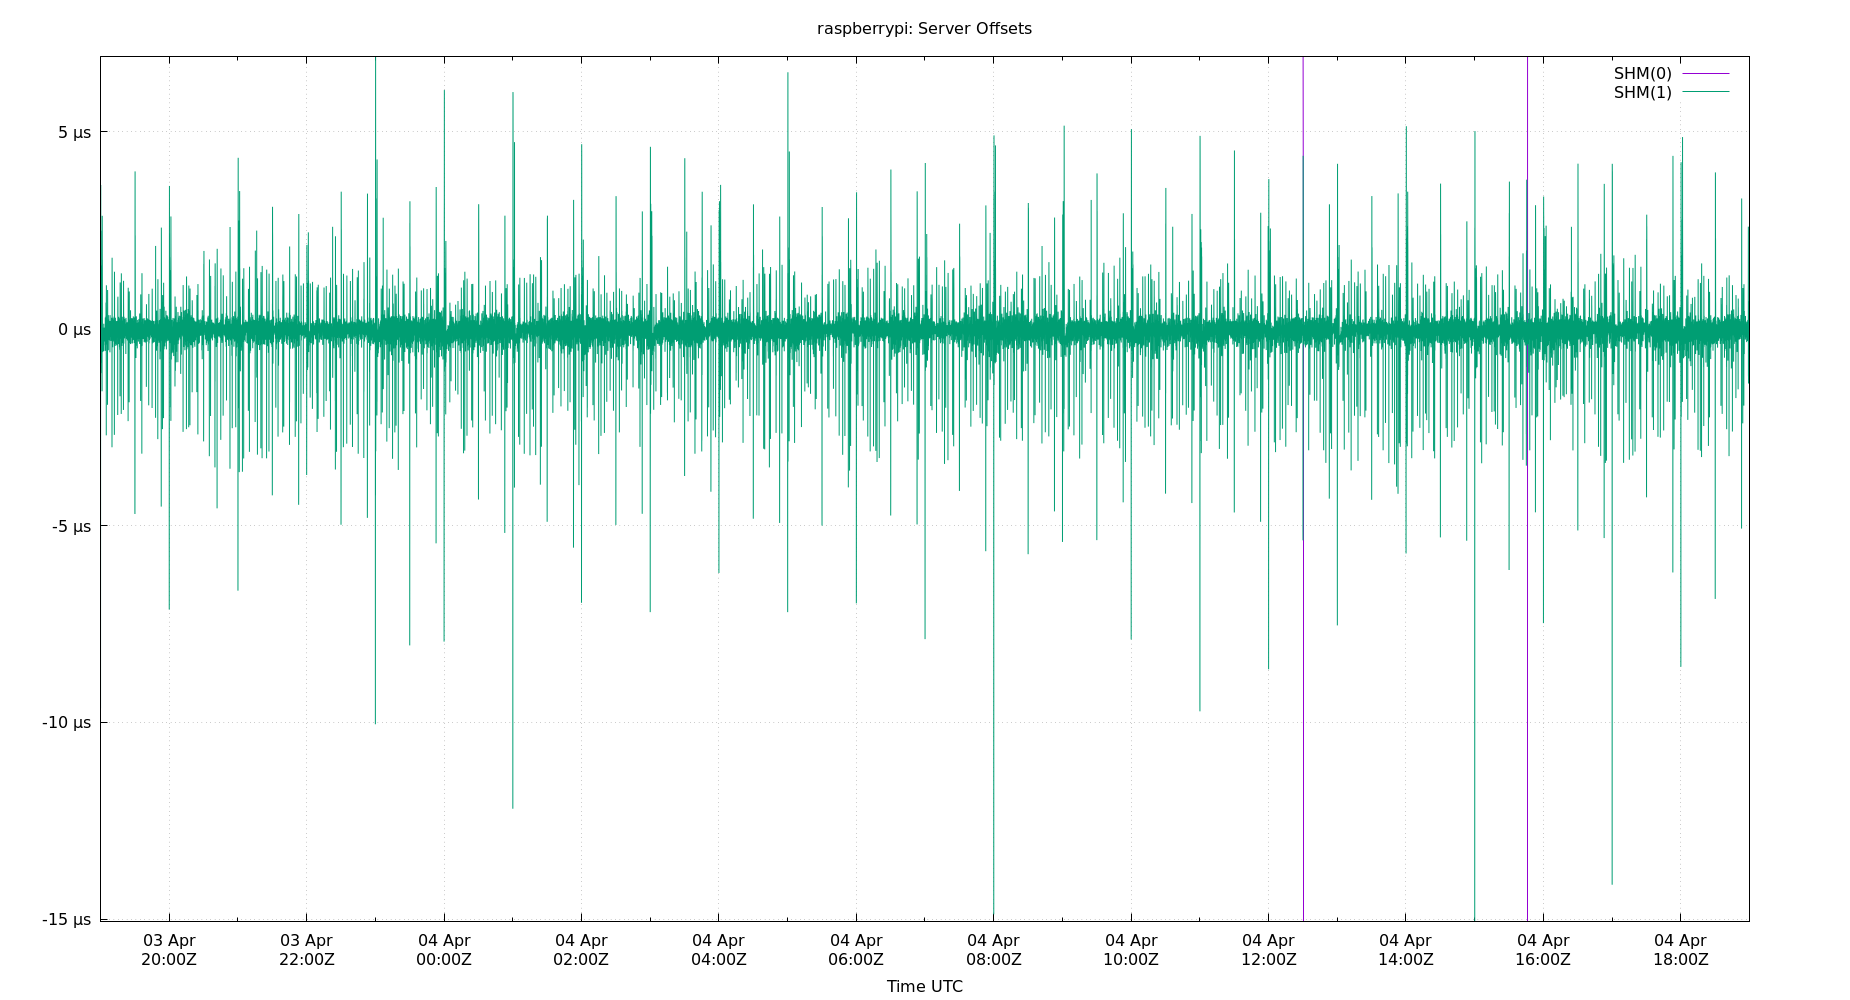 raspberrypi: Server Offsets
SHM(0)
SHM(1)
5 µs
0 µs
-5 µs
-10 µs
-15 µs
03 Apr 03 Apr 04 Apr 04 Apr 04 Apr 04 Apr 04 Apr 04 Apr 04 Apr 04 Apr 04 Apr 04 Apr
20:00Z 22:00Z 00:00Z 02:00Z 04:00Z 06:00Z 08:00Z 10:00Z 12:00Z 14:00Z 16:00Z 18:00Z
Time UTC